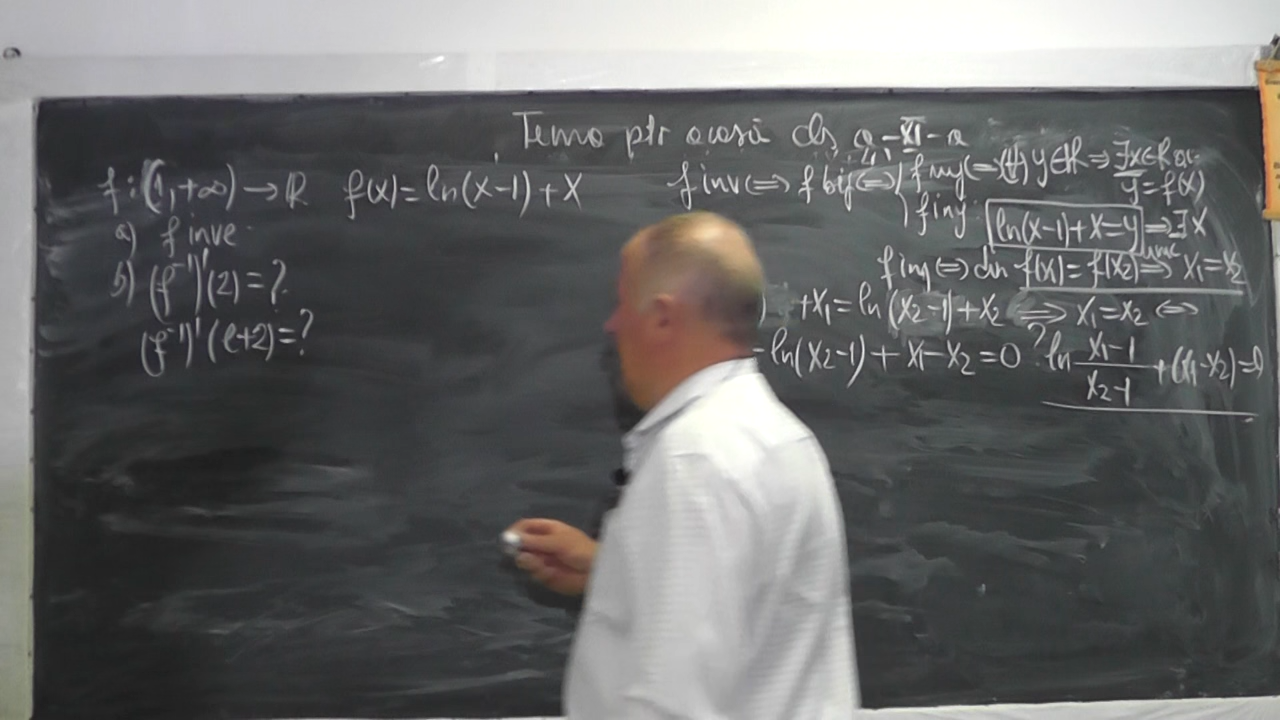 Tema ptr acasă cls a-XI-a
f:(1,+∞)→ℝ f(x)=ln(x-1)+x
a) f inve
b) (f⁻¹)'(2)=?
(f⁻¹)'(e+2)=?
f inv⇔f bij⇔ (∀) y∈ℝ⇒∃x∈ℝ
y=f(x)
f inj
ln(x-1)+x=y ⇒∃x
f inj⇔din f(x₁)=f(x₂)⇒x₁=x₂
+x₁=ln(x₂-1)+x₂ ⇒ x₁=x₂ ⇔
=ln(x₂-1)+x₁-x₂=0 ? ln (x₁-1)/(x₂-1) +(x₁-x₂)=0